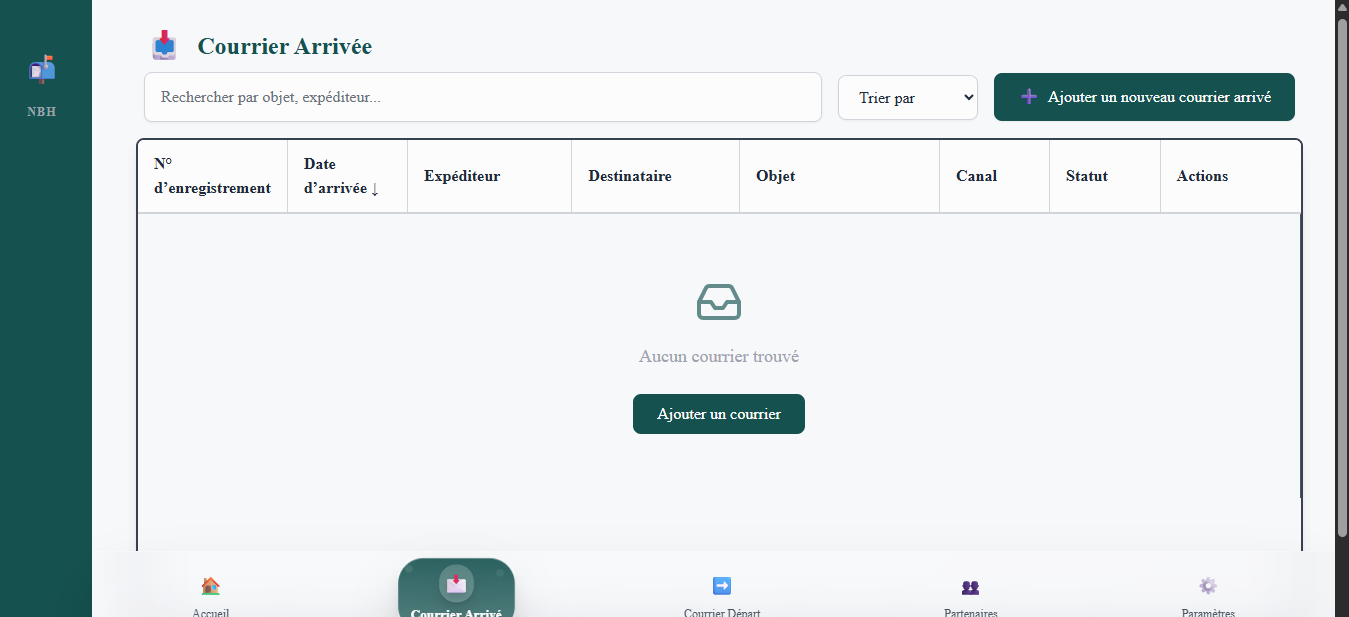 Courrier Arrivée
NBH
Rechercher par objet, expéditeur...
Trier par
Ajouter un nouveau courrier arrivé
N°
d’enregistrement
Date
d’arrivée ↓
Expéditeur
Destinataire
Objet
Canal
Statut
Actions
Aucun courrier trouvé
Ajouter un courrier
Accueil
Courrier Arrivé
Courrier Départ
Partenaires
Paramètres